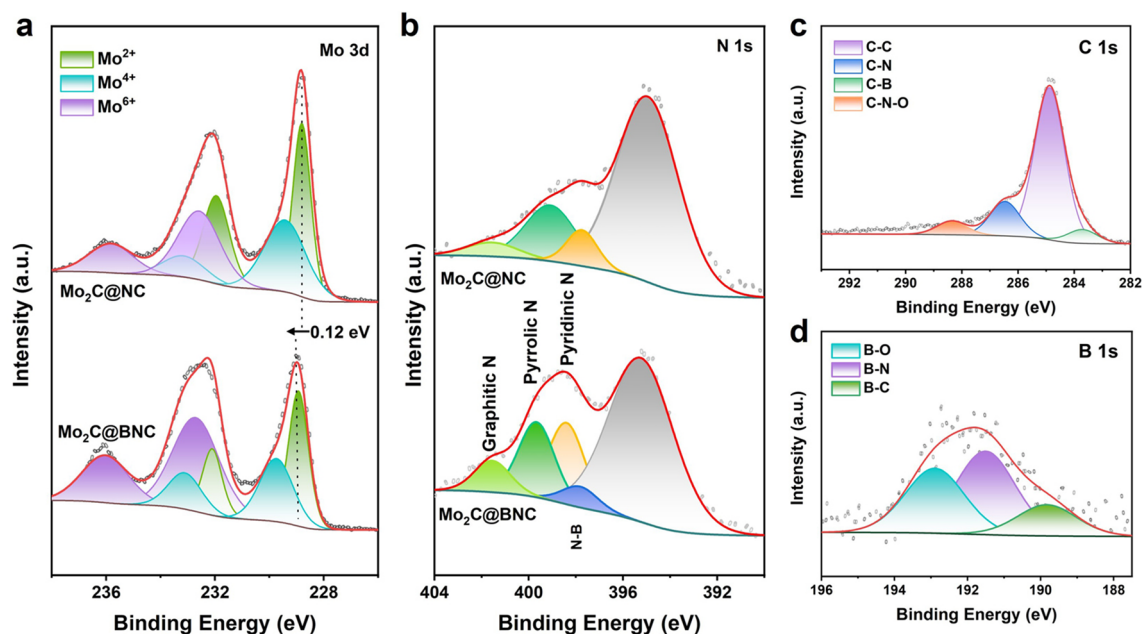 a
Mo 3d
Mo²⁺
Mo⁴⁺
Mo⁶⁺
Mo₂C@NC
0.12 eV
Mo₂C@BNC
Intensity (a.u.)
236
232
228
Binding Energy (eV)
b
N 1s
Mo₂C@NC
Graphitic N
Pyrrolic N
Pyridinic N
Mo₂C@BNC
N-B
Intensity (a.u.)
404
400
396
392
Binding Energy (eV)
c
C 1s
C-C
C-N
C-B
C-N-O
Intensity (a.u.)
292
290
288
286
284
282
Binding Energy (eV)
d
B 1s
B-O
B-N
B-C
Intensity (a.u.)
196
194
192
190
188
Binding Energy (eV)